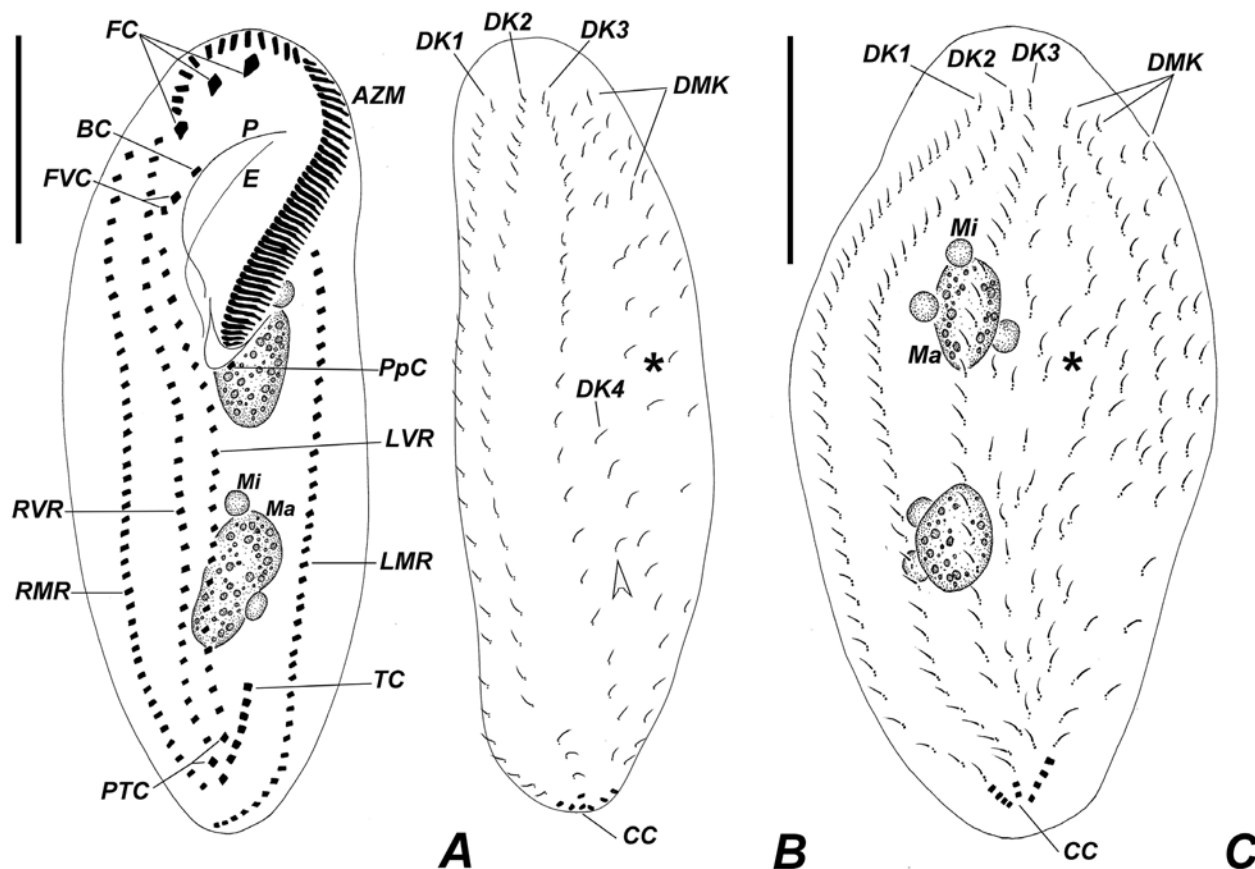 FC
AZM
BC
P
E
FVC
PpC
LVR
Mi
Ma
RVR
LMR
RMR
TC
PTC
A
DK1
DK2
DK3
DMK
*
DK4
CC
B
DK1
DK2
DK3
DMK
Mi
Ma
*
CC
C